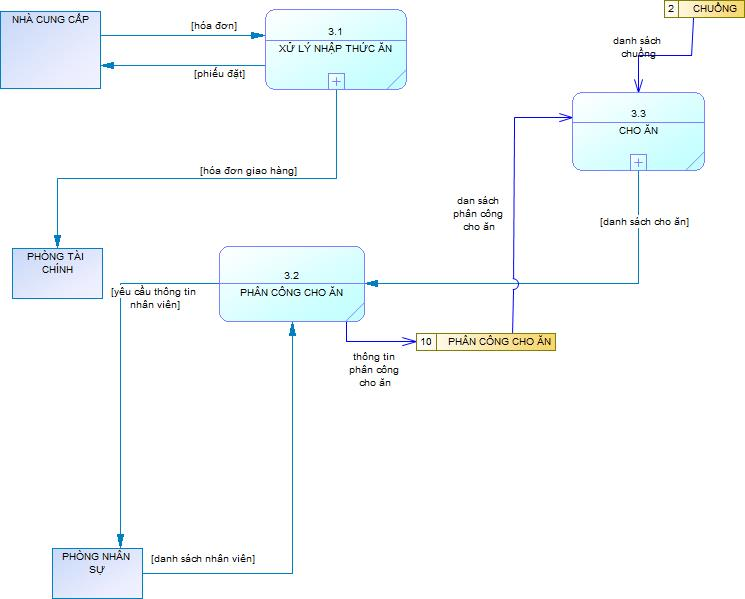 2 CHUỒNG
NHÀ CUNG CẤP
[hóa đơn]
3.1
XỬ LÝ NHẬP THỨC ĂN
[phiếu đặt]
danh sách
chuồng
3.3
CHO ĂN
[hóa đơn giao hàng]
dan sách
phân công
cho ăn
[danh sách cho ăn]
PHÒNG TÀI
CHÍNH
3.2
PHÂN CÔNG CHO ĂN
[yêu cầu thông tin
nhân viên]
10 PHÂN CÔNG CHO ĂN
thông tin
phân công
cho ăn
PHÒNG NHÂN
SỰ
[danh sách nhân viên]